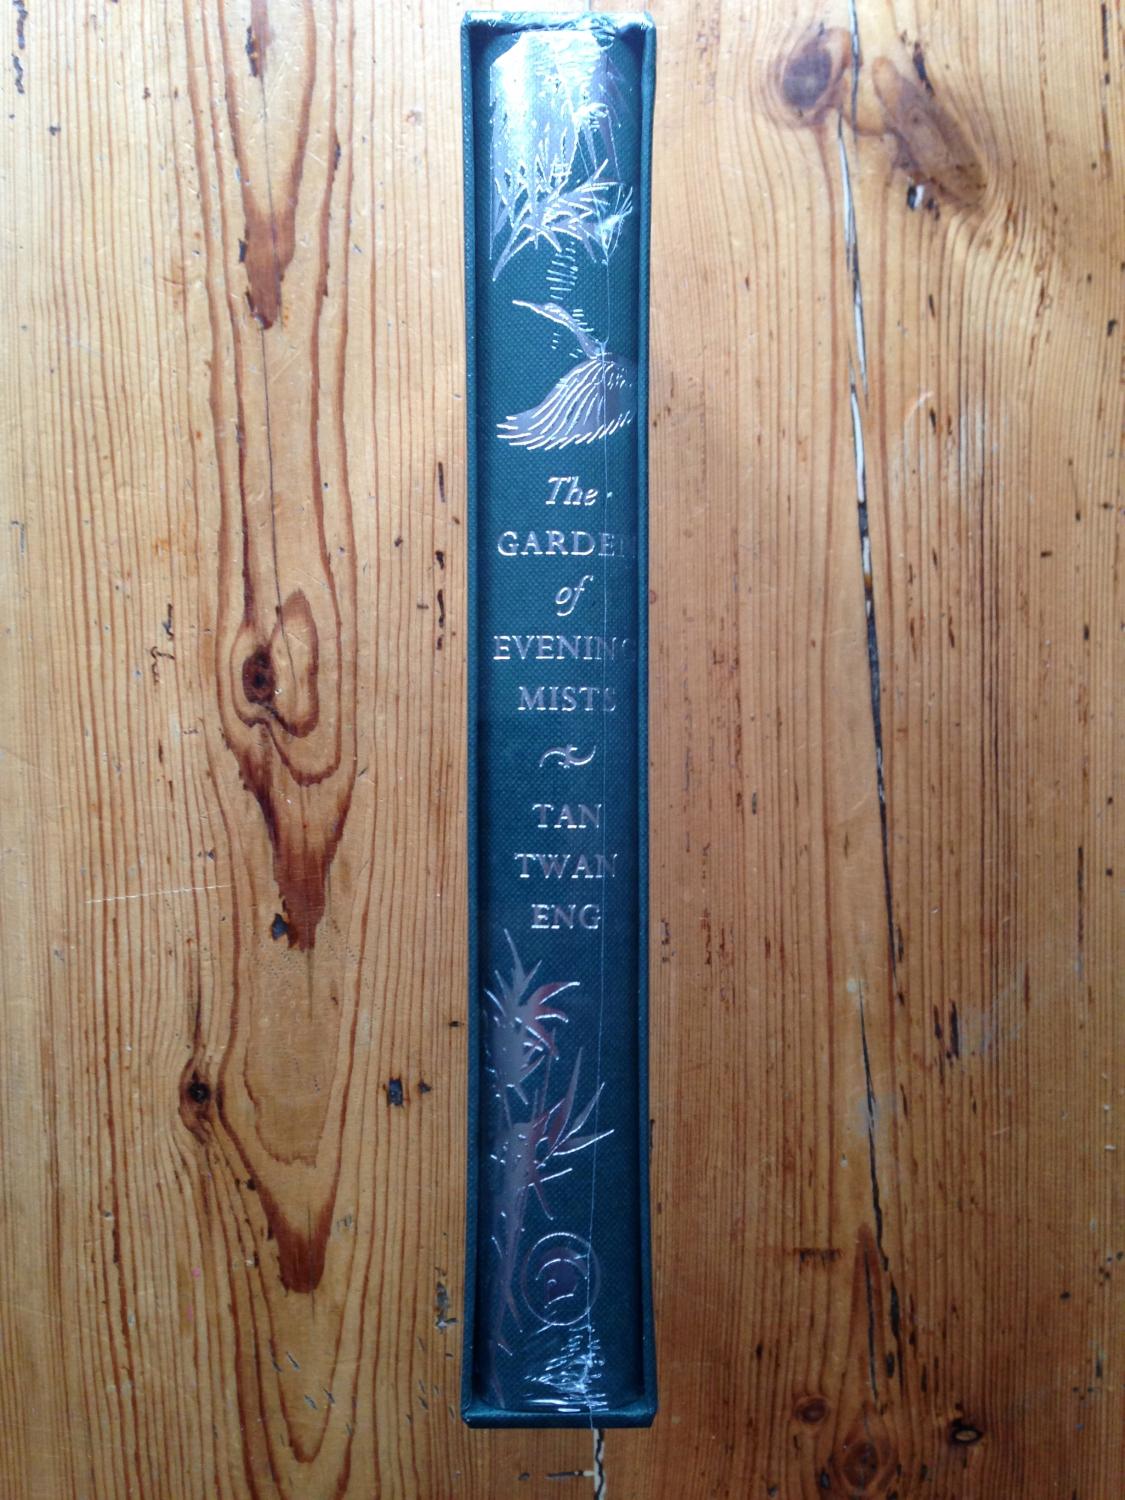 The
GARDEN
of
EVENING
MISTS
TAN
TWAN
ENG